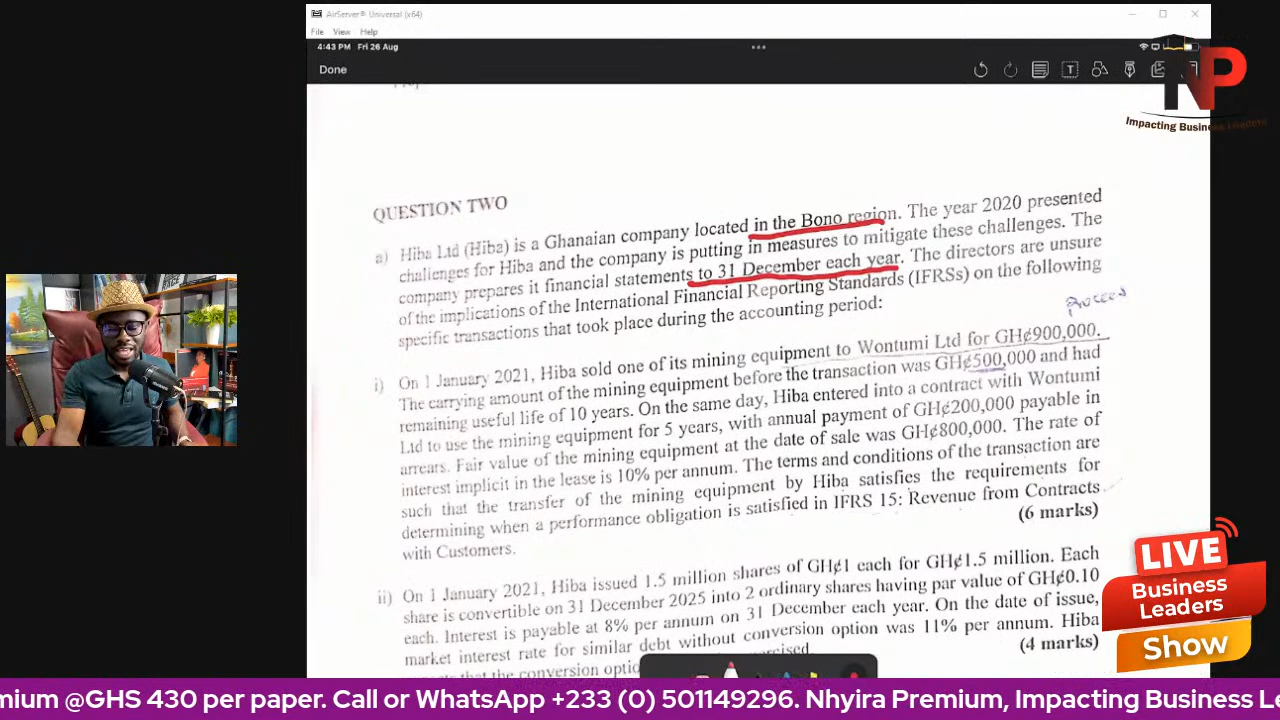 AirServer® Universal (x64)
File View Help
4:43 PM Fri 26 Aug
Done
T
NP
Impacting Business Leaders
QUESTION TWO
a) Hiba Ltd (Hiba) is a Ghanaian company located in the Bono region. The year 2020 presented
challenges for Hiba and the company is putting in measures to mitigate these challenges. The
company prepares it financial statements to 31 December each year. The directors are unsure
of the implications of the International Financial Reporting Standards (IFRSs) on the following
specific transactions that took place during the accounting period:
proceed
i) On 1 January 2021, Hiba sold one of its mining equipment to Wontumi Ltd for GH¢900,000.
The carrying amount of the mining equipment before the transaction was GH¢500,000 and had
remaining useful life of 10 years. On the same day, Hiba entered into a contract with Wontumi
Ltd to use the mining equipment for 5 years, with annual payment of GH¢200,000 payable in
arrears. Fair value of the mining equipment at the date of sale was GH¢800,000. The rate of
interest implicit in the lease is 10% per annum. The terms and conditions of the transaction are
such that the transfer of the mining equipment by Hiba satisfies the requirements for
determining when a performance obligation is satisfied in IFRS 15: Revenue from Contracts
with Customers. (6 marks)
ii) On 1 January 2021, Hiba issued 1.5 million shares of GH¢1 each for GH¢1.5 million. Each
share is convertible on 31 December 2025 into 2 ordinary shares having par value of GH¢0.10
each. Interest is payable at 8% per annum on 31 December each year. On the date of issue,
market interest rate for similar debt without conversion option was 11% per annum. Hiba
that the conversion (4 marks)
LIVE
Business
Leaders
Show
mium @GHS 430 per paper. Call or WhatsApp +233 (0) 501149296. Nhyira Premium, Impacting Business Le